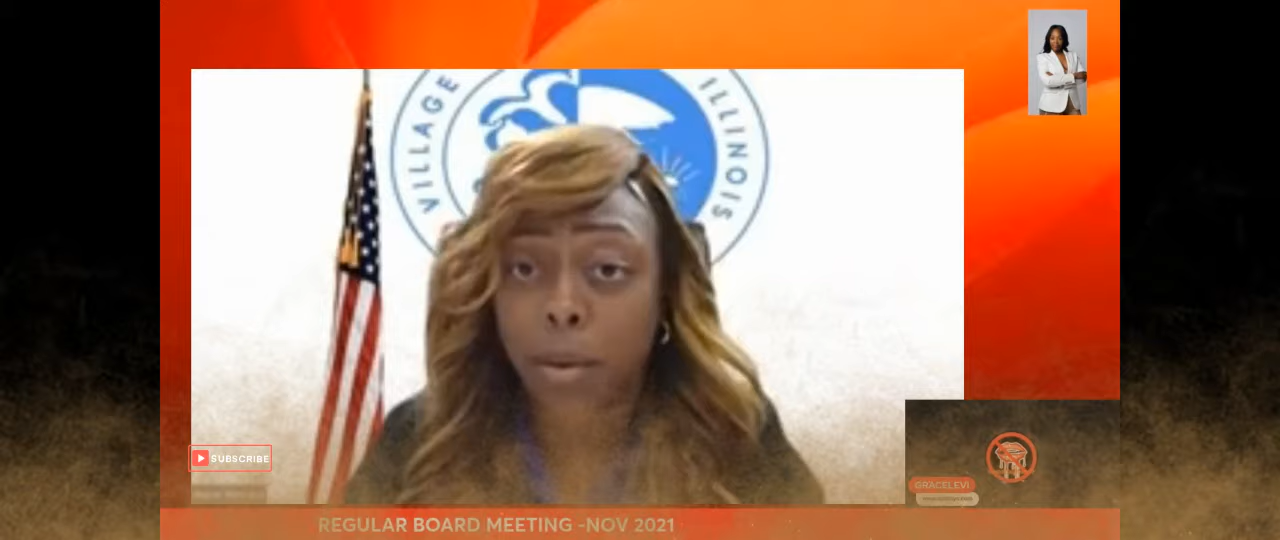 VILLAGE
ILLINOIS
SUBSCRIBE
GRACELEVI
REGULAR BOARD MEETING -NOV 2021